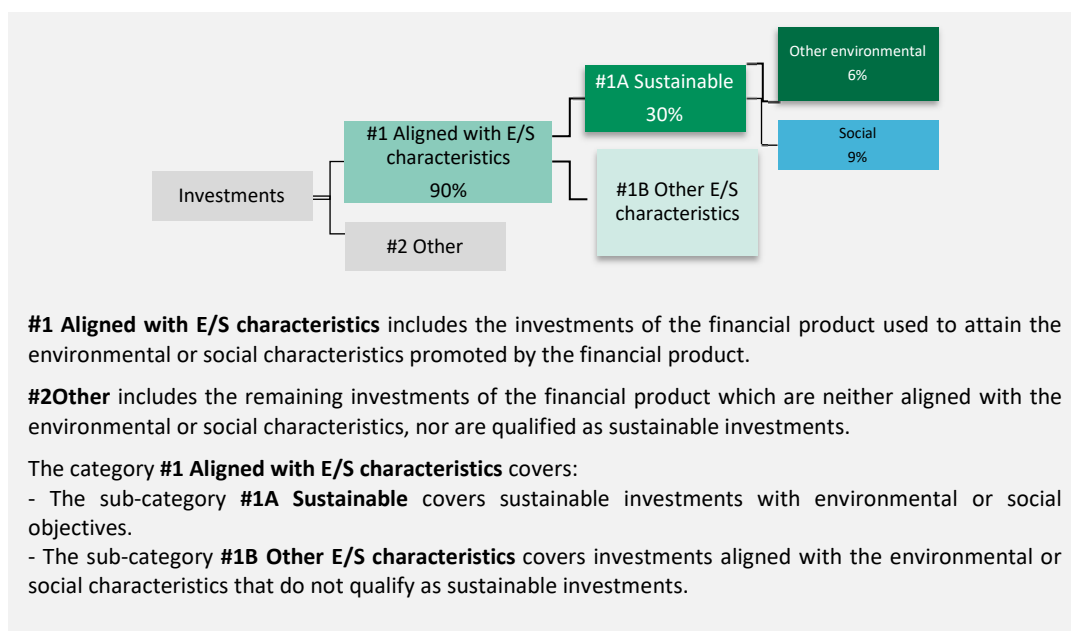 Other environmental
6%
#1A Sustainable
30%
Social
9%
#1 Aligned with E/S
characteristics
90%
#1B Other E/S
characteristics
Investments
#2 Other
#1 Aligned with E/S characteristics includes the investments of the financial product used to attain the
environmental or social characteristics promoted by the financial product.
#2Other includes the remaining investments of the financial product which are neither aligned with the
environmental or social characteristics, nor are qualified as sustainable investments.
The category #1 Aligned with E/S characteristics covers:
- The sub-category #1A Sustainable covers sustainable investments with environmental or social
objectives.
- The sub-category #1B Other E/S characteristics covers investments aligned with the environmental or
social characteristics that do not qualify as sustainable investments.